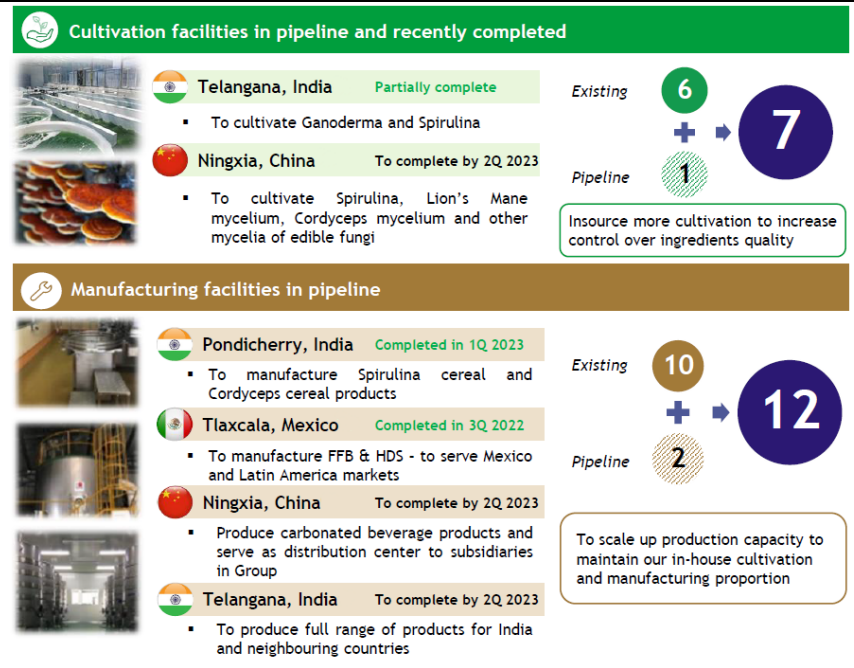 Cultivation facilities in pipeline and recently completed
Telangana, India Partially complete
▪ To cultivate Ganoderma and Spirulina
Ningxia, China To complete by 2Q 2023
▪ To cultivate Spirulina, Lion's Mane
mycelium, Cordyceps mycelium and other
mycelia of edible fungi
Existing 6
+ 7
Pipeline 1
Insource more cultivation to increase
control over ingredients quality
Manufacturing facilities in pipeline
Pondicherry, India Completed in 1Q 2023
▪ To manufacture Spirulina cereal and
Cordyceps cereal products
Tlaxcala, Mexico Completed in 3Q 2022
▪ To manufacture FFB & HDS - to serve Mexico
and Latin America markets
Ningxia, China To complete by 2Q 2023
▪ Produce carbonated beverage products and
serve as distribution center to subsidiaries
in Group
Telangana, India To complete by 2Q 2023
▪ To produce full range of products for India
and neighbouring countries
Existing 10
+ 12
Pipeline 2
To scale up production capacity to
maintain our in-house cultivation
and manufacturing proportion